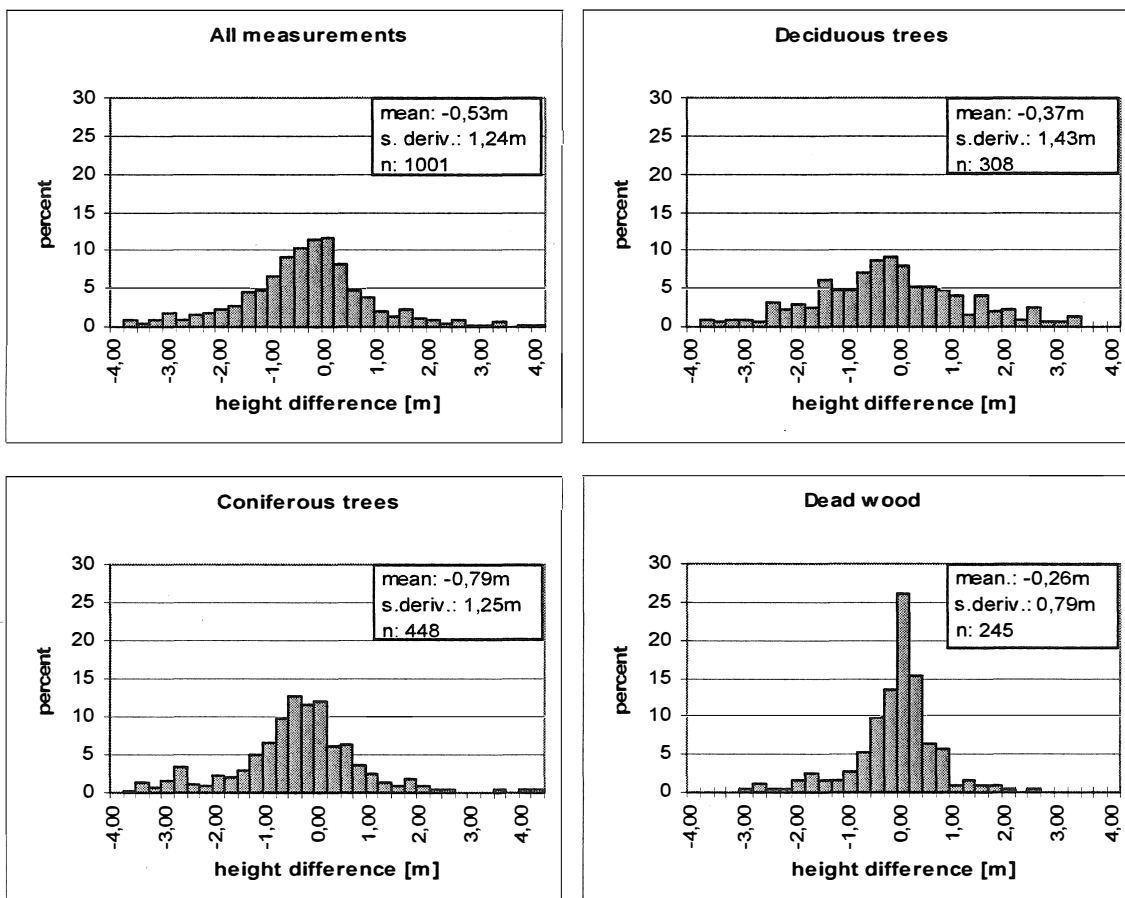 All measurements
30
25
20
15
10
5
0
percent
mean: -0,53m
s. deriv.: 1,24m
n: 1001
-4,00
-3,00
-2,00
-1,00
0,00
1,00
2,00
3,00
4,00
height difference [m]
Deciduous trees
30
25
20
15
10
5
0
percent
mean: -0,37m
s.deriv.: 1,43m
n: 308
-4,00
-3,00
-2,00
-1,00
0,00
1,00
2,00
3,00
4,00
height difference [m]
Coniferous trees
30
25
20
15
10
5
0
percent
mean: -0,79m
s.deriv.: 1,25m
n: 448
-4,00
-3,00
-2,00
-1,00
0,00
1,00
2,00
3,00
4,00
height difference [m]
Dead wood
30
25
20
15
10
5
0
percent
mean.: -0,26m
s.deriv.: 0,79m
n: 245
-4,00
-3,00
-2,00
-1,00
0,00
1,00
2,00
3,00
4,00
height difference [m]